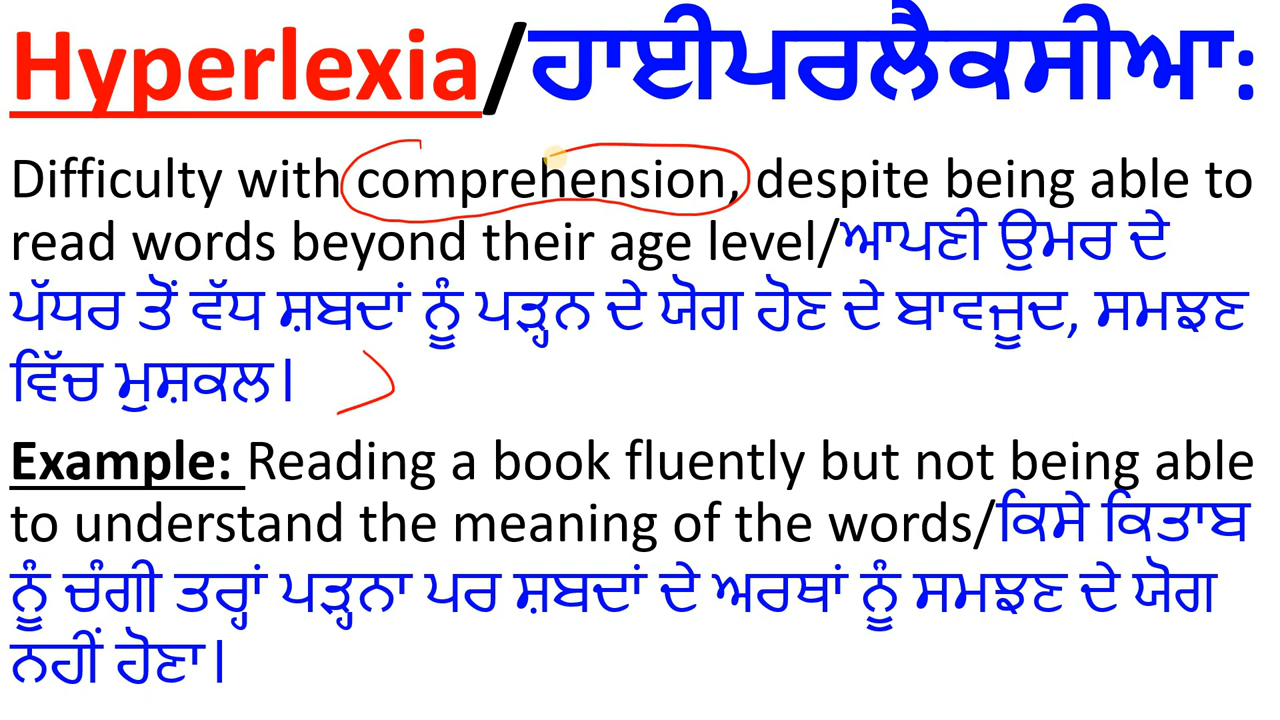 Hyperlexia/ਹਾਈਪਰਲੈਕਸੀਆ:
Difficulty with comprehension, despite being able to
read words beyond their age level/ਆਪਣੀ ਉਮਰ ਦੇ
ਪੱਧਰ ਤੋਂ ਵੱਧ ਸ਼ਬਦਾਂ ਨੂੰ ਪੜ੍ਹਨ ਦੇ ਯੋਗ ਹੋਣ ਦੇ ਬਾਵਜੂਦ, ਸਮਝਣ
ਵਿੱਚ ਮੁਸ਼ਕਲ।
Example: Reading a book fluently but not being able
to understand the meaning of the words/ਕਿਸੇ ਕਿਤਾਬ
ਨੂੰ ਚੰਗੀ ਤਰ੍ਹਾਂ ਪੜ੍ਹਨਾ ਪਰ ਸ਼ਬਦਾਂ ਦੇ ਅਰਥਾਂ ਨੂੰ ਸਮਝਣ ਦੇ ਯੋਗ
ਨਹੀਂ ਹੋਣਾ।